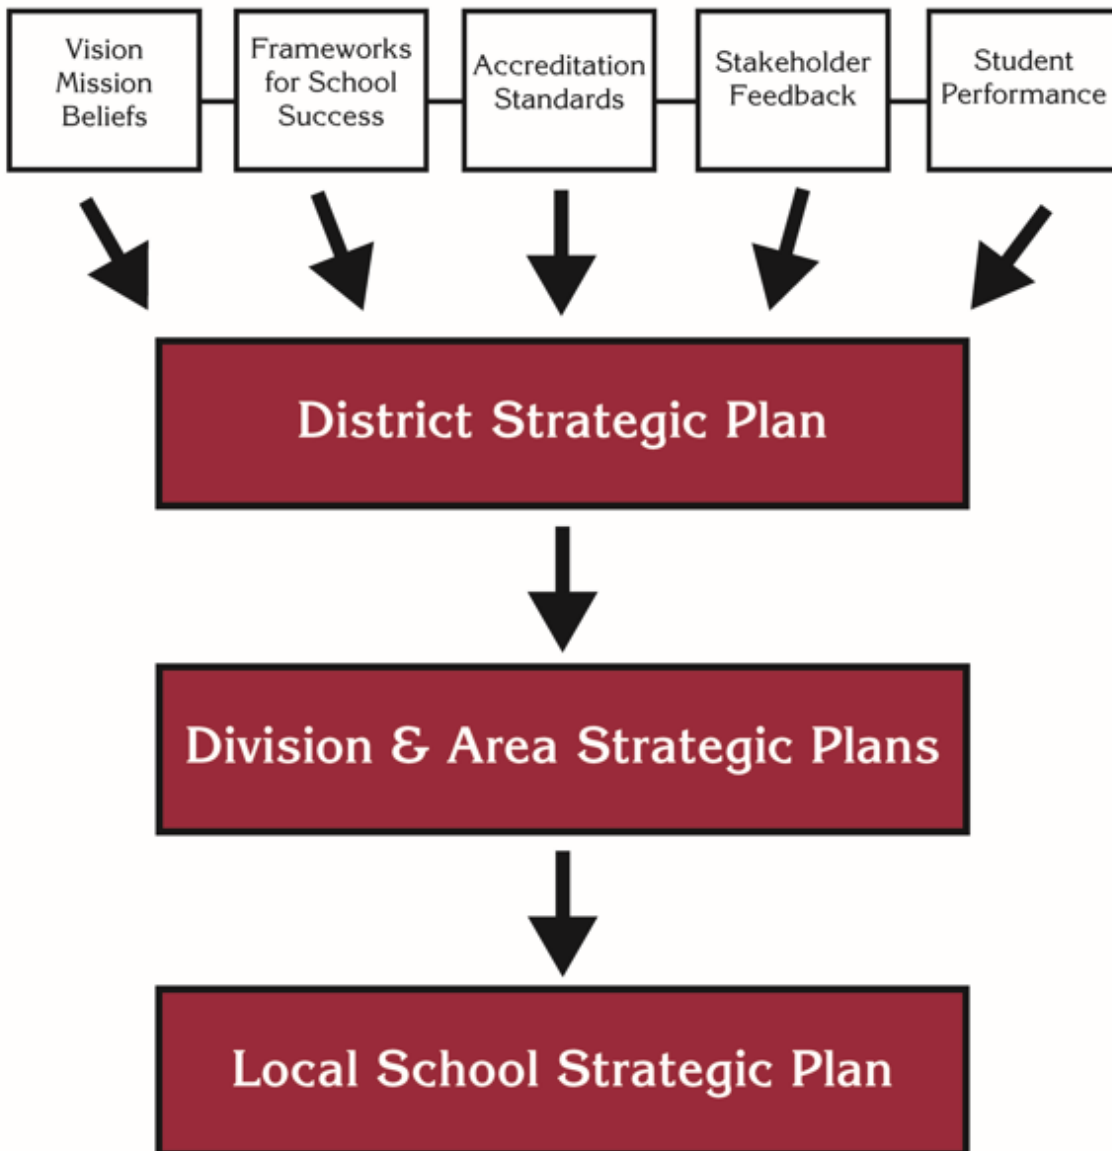 Vision
Mission
Beliefs
Frameworks
for School
Success
Accreditation
Standards
Stakeholder
Feedback
Student
Performance
District Strategic Plan
Division & Area Strategic Plans
Local School Strategic Plan